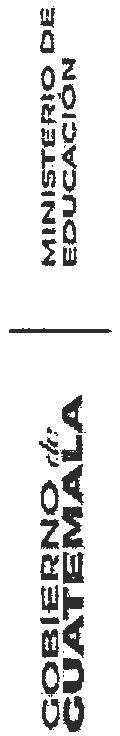 GOBIERNO de
GUATEMALA
MINISTERIO DE
EDUCACIÓN